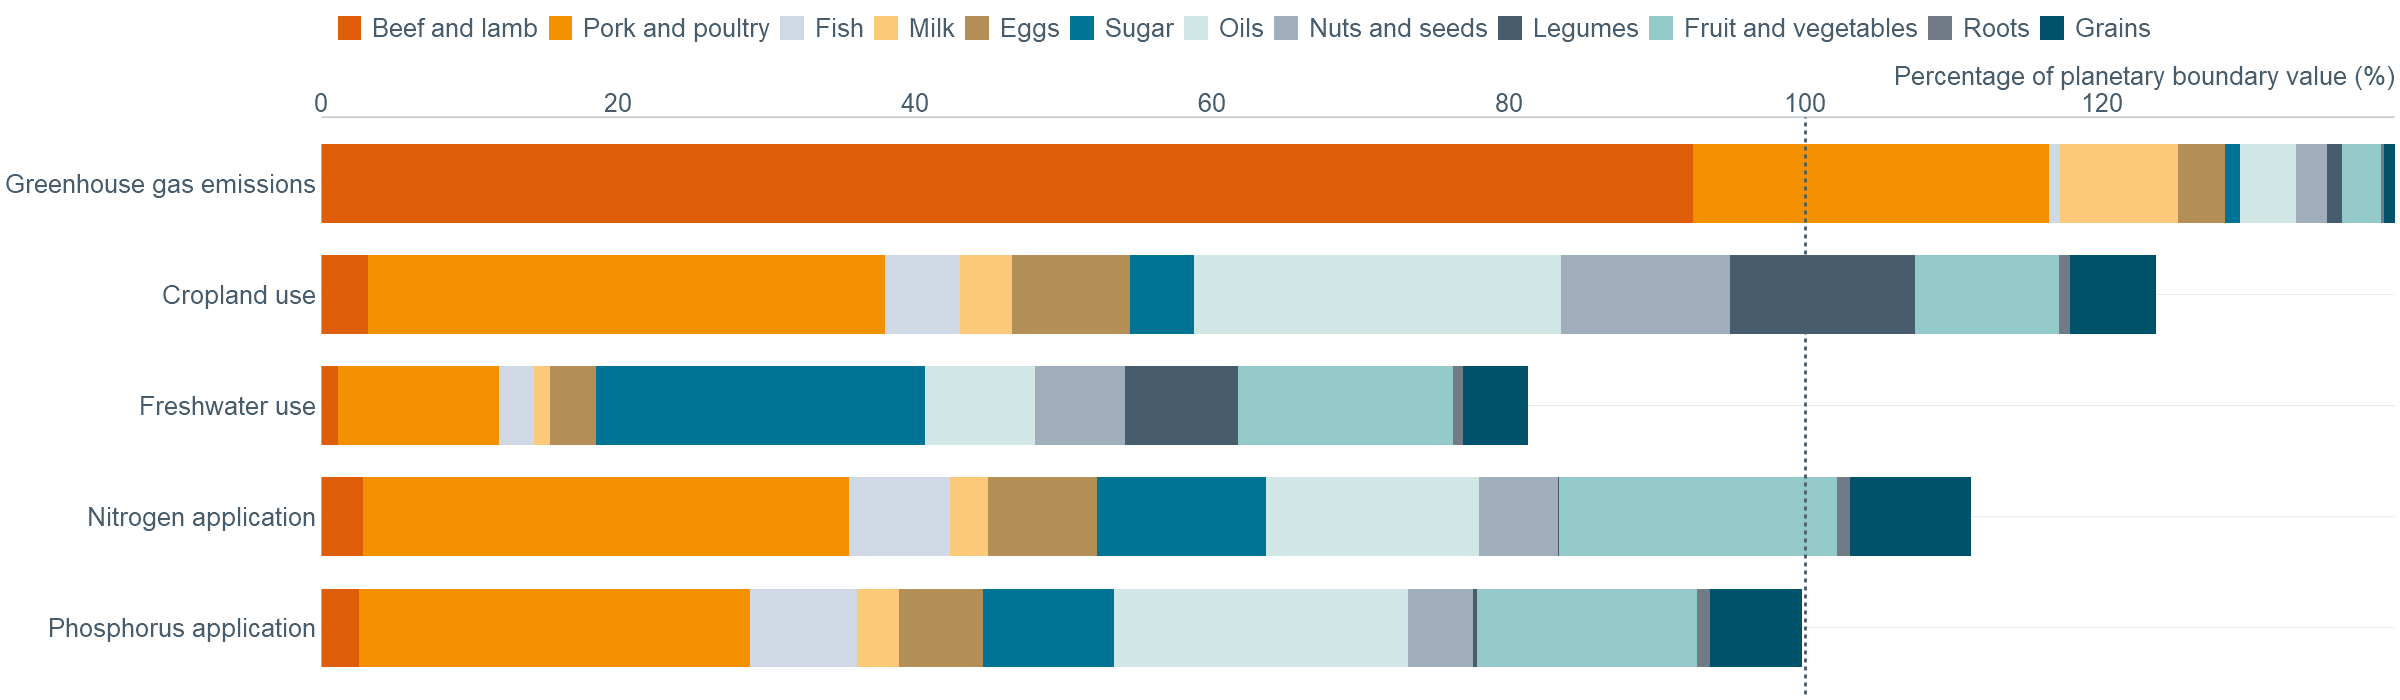 Beef and lamb Pork and poultry Fish Milk Eggs Sugar Oils Nuts and seeds Legumes Fruit and vegetables Roots Grains
Percentage of planetary boundary value (%)
0 20 40 60 80 100 120
Greenhouse gas emissions
Cropland use
Freshwater use
Nitrogen application
Phosphorus application